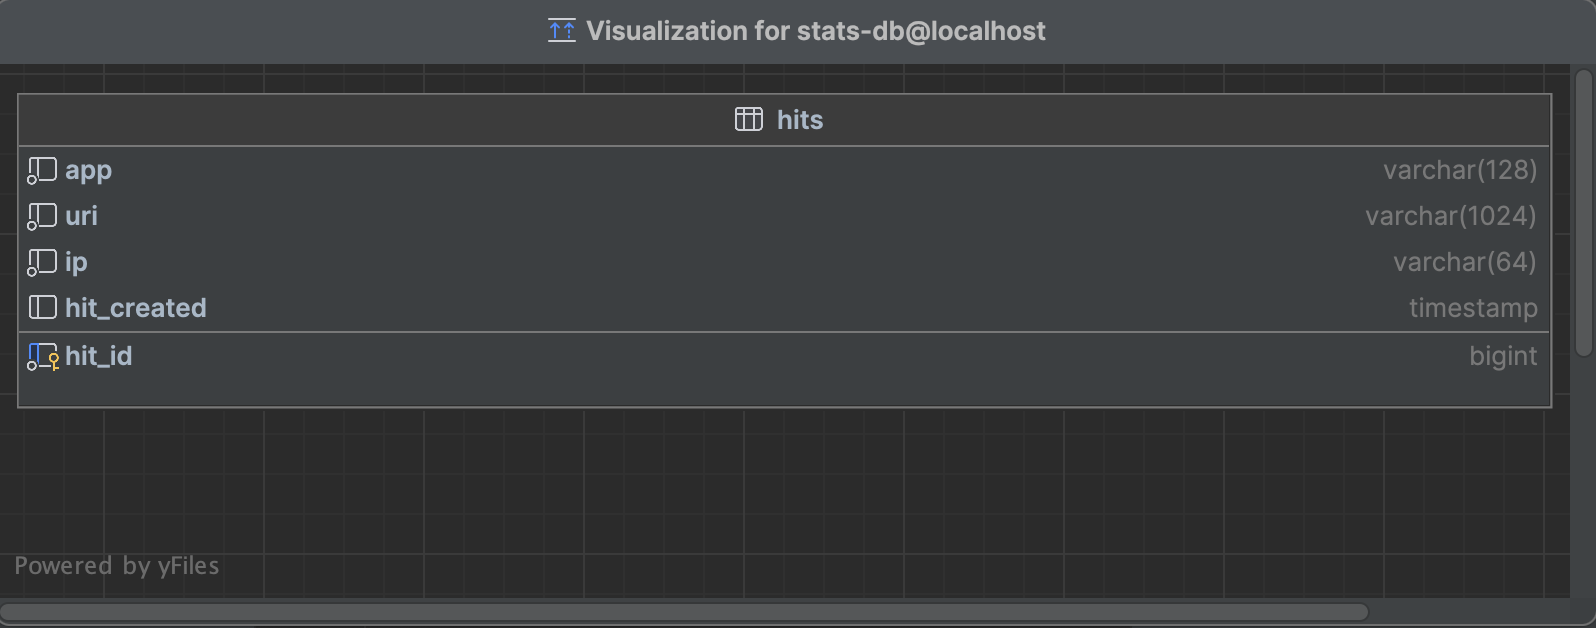 Visualization for stats-db@localhost
hits
app varchar(128)
uri varchar(1024)
ip varchar(64)
hit_created timestamp
hit_id bigint
Powered by yFiles